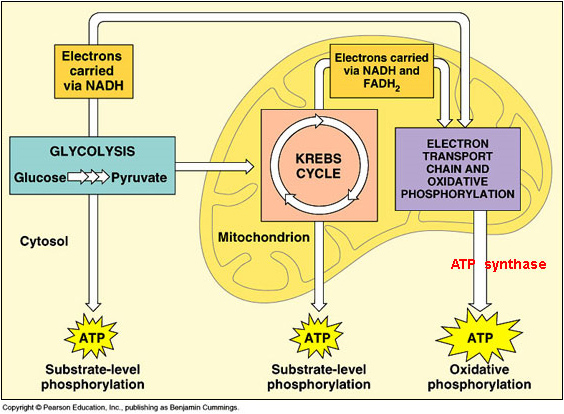 Electrons carried
via NADH
Electrons carried
via NADH and
FADH₂
GLYCOLYSIS
Glucose Pyruvate
KREBS
CYCLE
ELECTRON
TRANSPORT
CHAIN AND
OXIDATIVE
PHOSPHORYLATION
Cytosol
Mitochondrion
ATP synthase
ATP
ATP
ATP
Substrate-level
phosphorylation
Substrate-level
phosphorylation
Oxidative
phosphorylation
Copyright © Pearson Education, Inc., publishing as Benjamin Cummings.